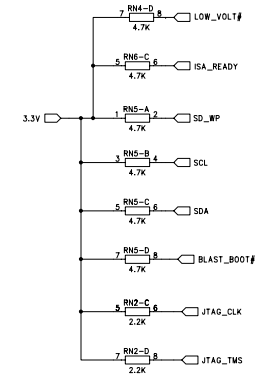 RN4-D
7 8 LOW_VOLT#
4.7K
RN6-C
5 6 ISA_READY
4.7K
RN5-A
3.3V 1 2 SD_WP
4.7K
RN5-B
3 4 SCL
4.7K
RN5-C
5 6 SDA
4.7K
RN5-D
7 8 BLAST_BOOT#
4.7K
RN2-C
5 6 JTAG_CLK
2.2K
RN2-D
7 8 JTAG_TMS
2.2K